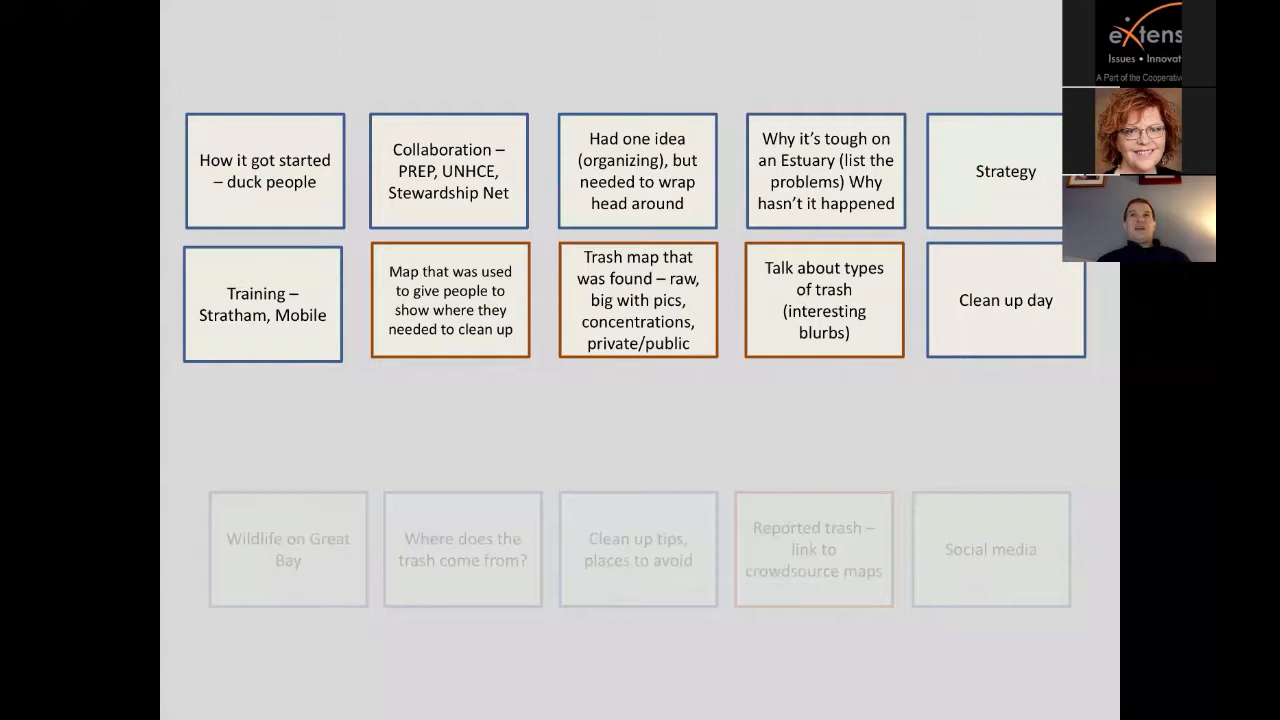 eXtens
Issues • Innovat
A Part of the Cooperativ
How it got started
– duck people
Collaboration –
PREP, UNHCE,
Stewardship Net
Had one idea
(organizing), but
needed to wrap
head around
Why it’s tough on
an Estuary (list the
problems) Why
hasn’t it happened
Strategy
Training –
Stratham, Mobile
Map that was used
to give people to
show where they
needed to clean up
Trash map that
was found – raw,
big with pics,
concentrations,
private/public
Talk about types
of trash
(interesting
blurbs)
Clean up day
Wildlife on Great
Bay
Where does the
trash come from?
Clean up tips,
places to avoid
Reported trash –
link to
crowdsource maps
Social media